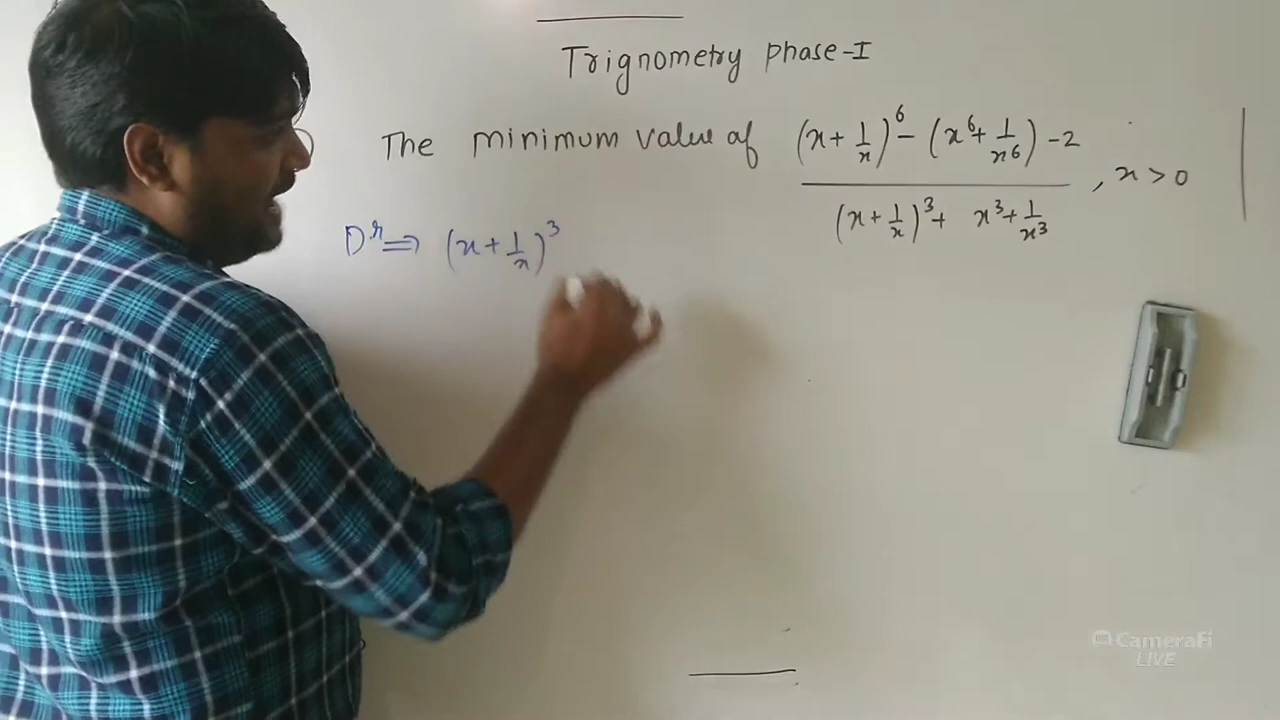 Trignometry phase-I
) The minimum value of ((x + 1/x)^6 - (x^6 + 1/x^6) - 2) / ((x + 1/x)^3 + x^3 + 1/x^3) , x > 0
D^r ⇒ (x + 1/x)^3
CameraFi
LIVE